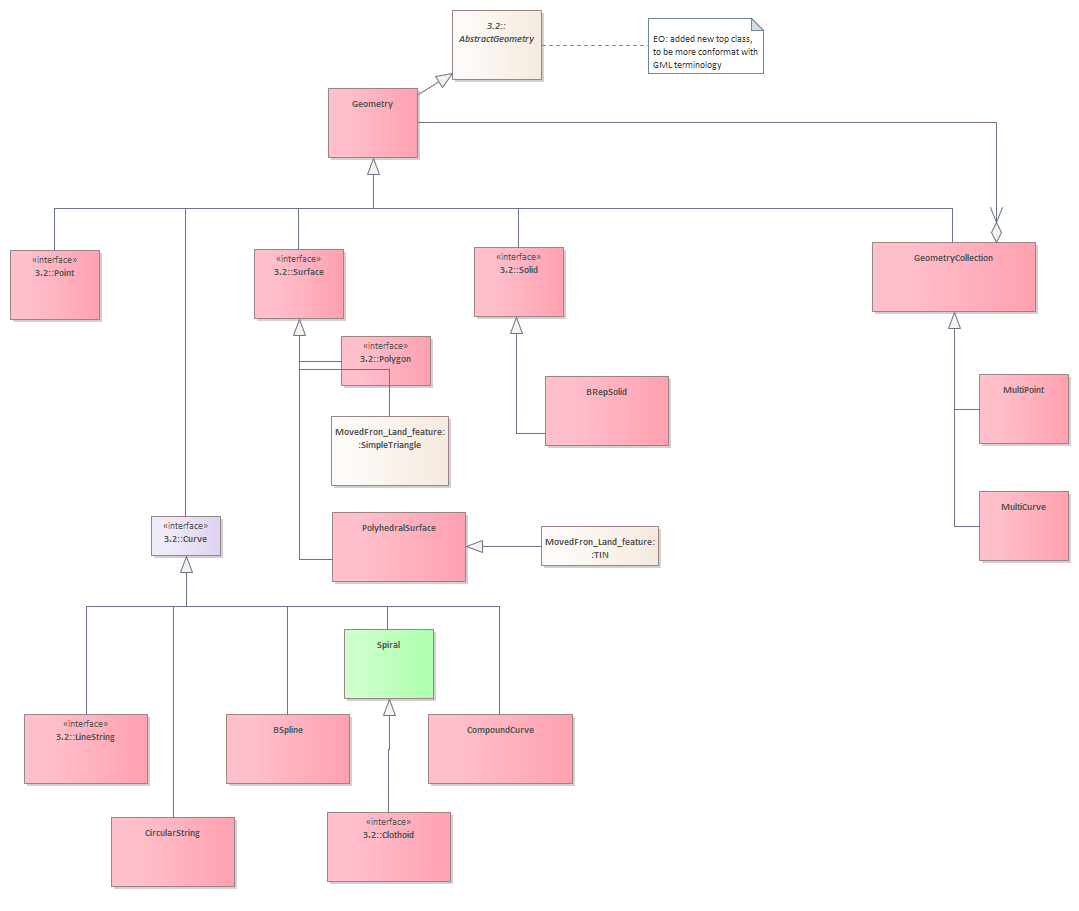 3.2::
AbstractGeometry
EO: added new top class,
to be more conformat with
GML terminology
Geometry
«interface»
3.2::Point
«interface»
3.2::Surface
«interface»
3.2::Solid
GeometryCollection
«interface»
3.2::Polygon
BRepSolid
MultiPoint
MovedFron_Land_feature:
:SimpleTriangle
MultiCurve
«interface»
3.2::Curve
PolyhedralSurface
MovedFron_Land_feature:
:TIN
Spiral
«interface»
3.2::LineString
BSpline
CompoundCurve
CircularString
«interface»
3.2::Clothoid